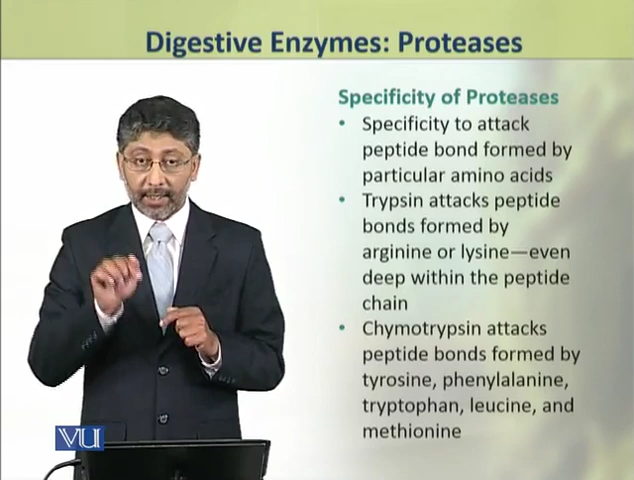 Digestive Enzymes: Proteases
Specificity of Proteases
• Specificity to attack
peptide bond formed by
particular amino acids
• Trypsin attacks peptide
bonds formed by
arginine or lysine—even
deep within the peptide
chain
• Chymotrypsin attacks
peptide bonds formed by
tyrosine, phenylalanine,
tryptophan, leucine, and
methionine
VU